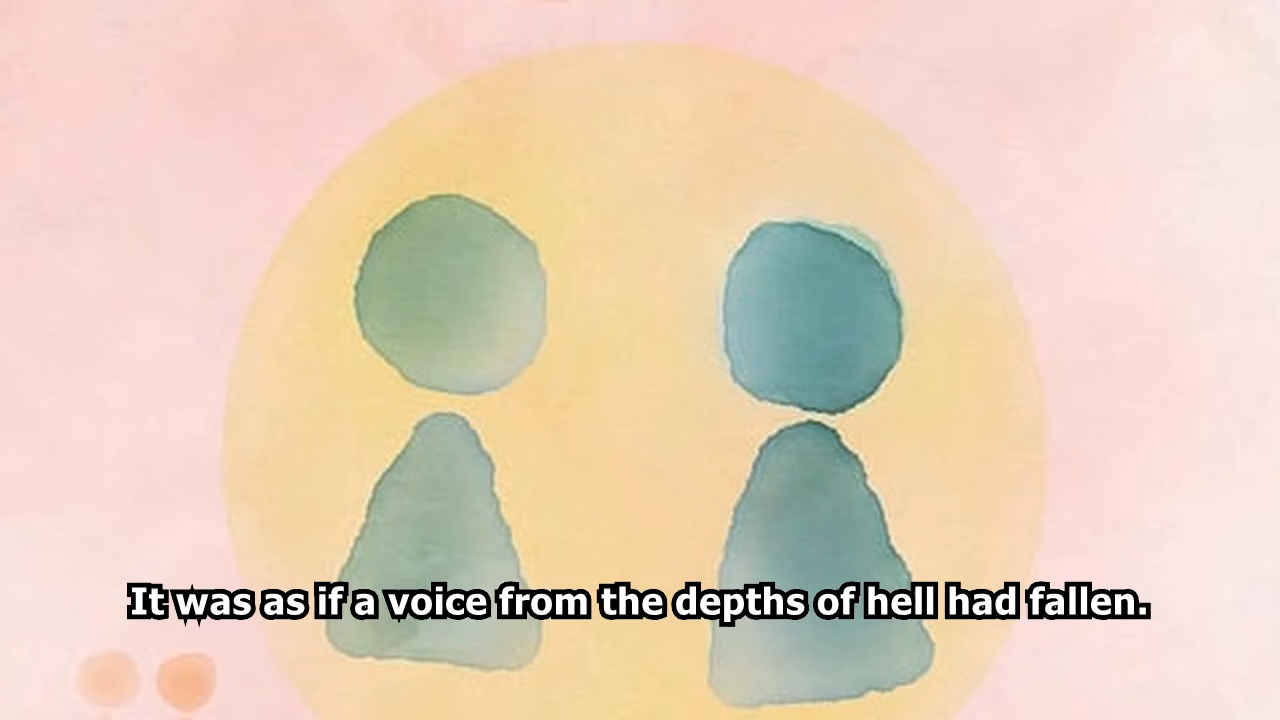 It was as if a voice from the depths of hell had fallen.